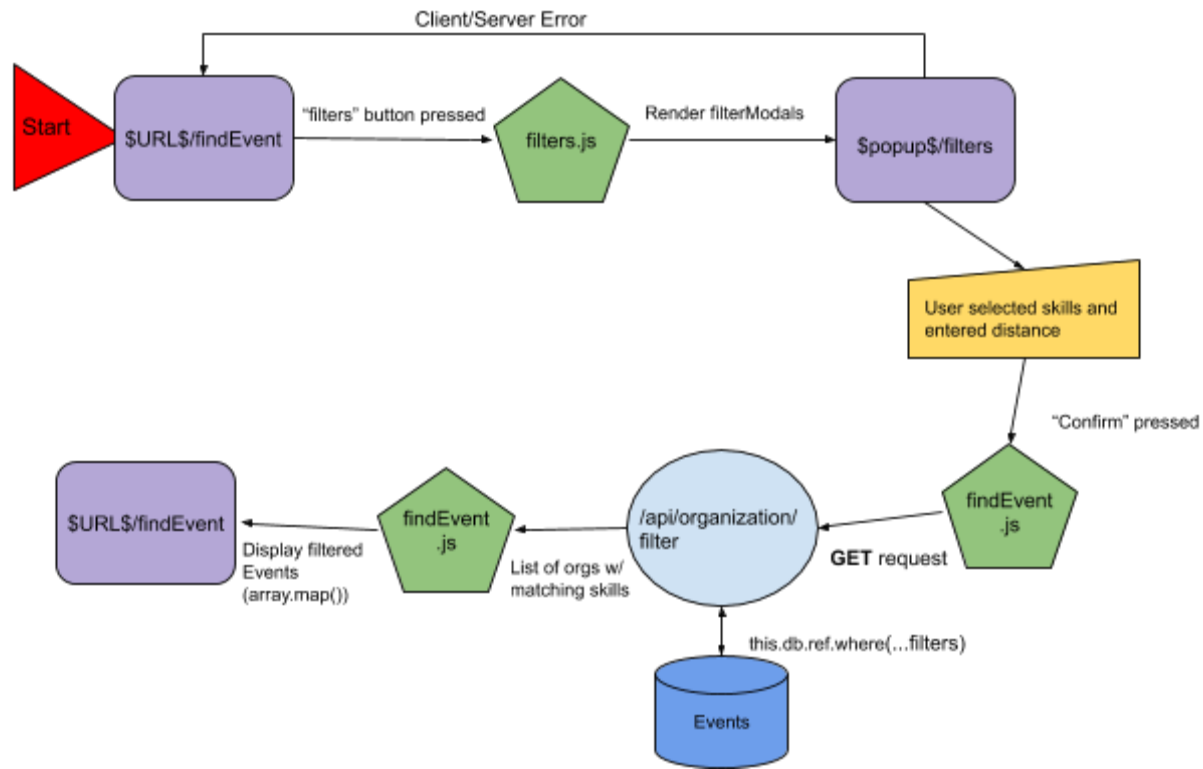 Client/Server Error
Start
$URL$/findEvent
“filters” button pressed
filters.js
Render filterModals
$popup$/filters
User selected skills and
entered distance
“Confirm” pressed
findEvent
.js
GET request
/api/organization/
filter
this.db.ref.where(...filters)
Events
List of orgs w/
matching skills
findEvent
.js
Display filtered
Events
(array.map())
$URL$/findEvent